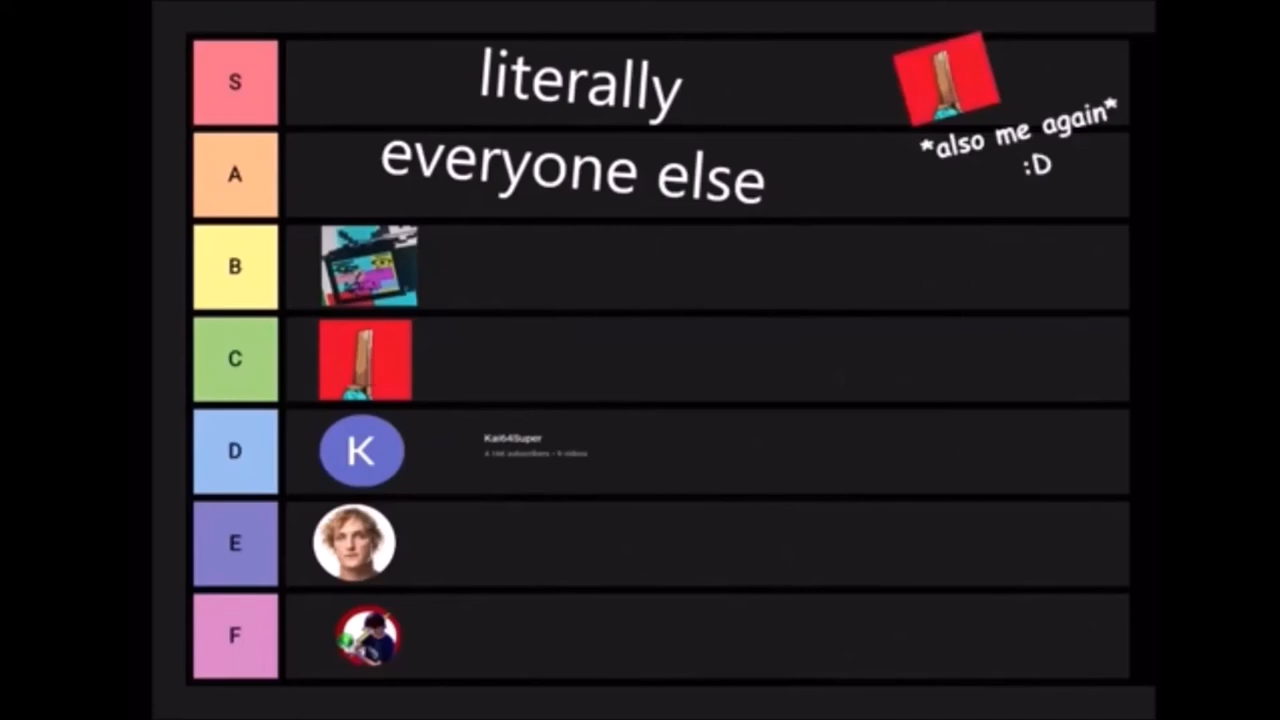 S
literally
everyone else
*also me again*
:D
A
B
C
D
K
Kai64Super
E
F